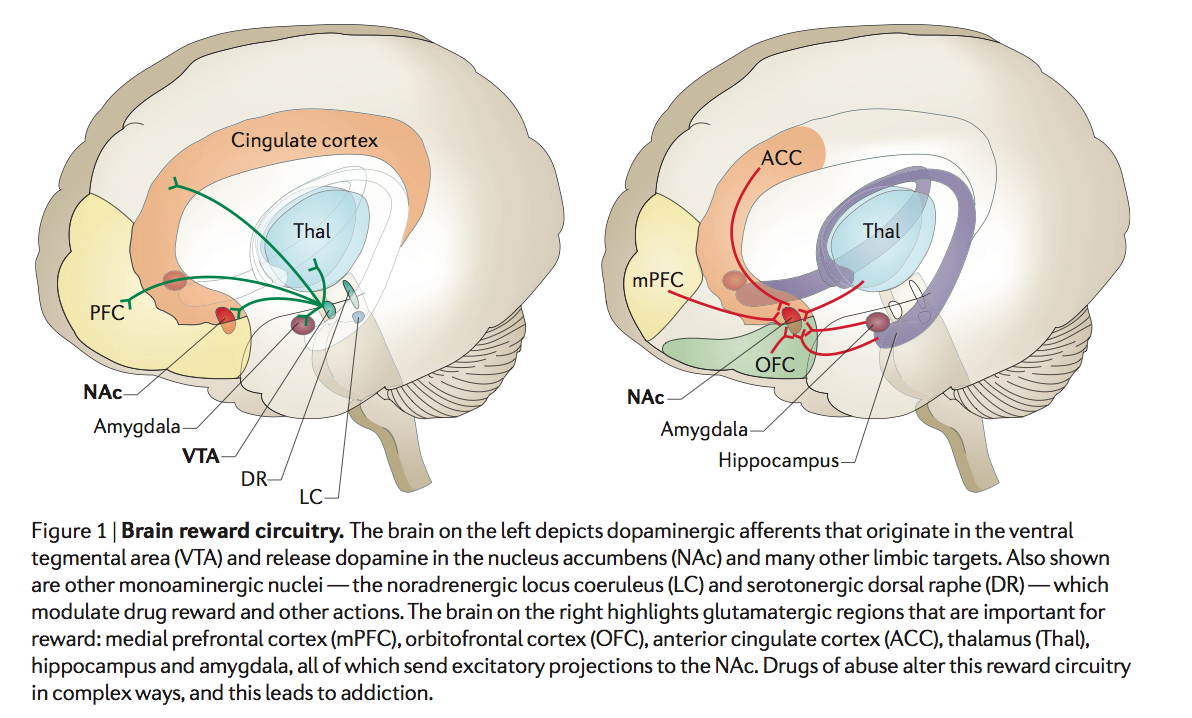 Cingulate cortex
Thal
PFC
NAc
Amygdala
VTA
DR
LC
ACC
Thal
mPFC
OFC
NAc
Amygdala
Hippocampus
Figure 1 | Brain reward circuitry. The brain on the left depicts dopaminergic afferents that originate in the ventral
tegmental area (VTA) and release dopamine in the nucleus accumbens (NAc) and many other limbic targets. Also shown
are other monoaminergic nuclei — the noradrenergic locus coeruleus (LC) and serotonergic dorsal raphe (DR) — which
modulate drug reward and other actions. The brain on the right highlights glutamatergic regions that are important for
reward: medial prefrontal cortex (mPFC), orbitofrontal cortex (OFC), anterior cingulate cortex (ACC), thalamus (Thal),
hippocampus and amygdala, all of which send excitatory projections to the NAc. Drugs of abuse alter this reward circuitry
in complex ways, and this leads to addiction.